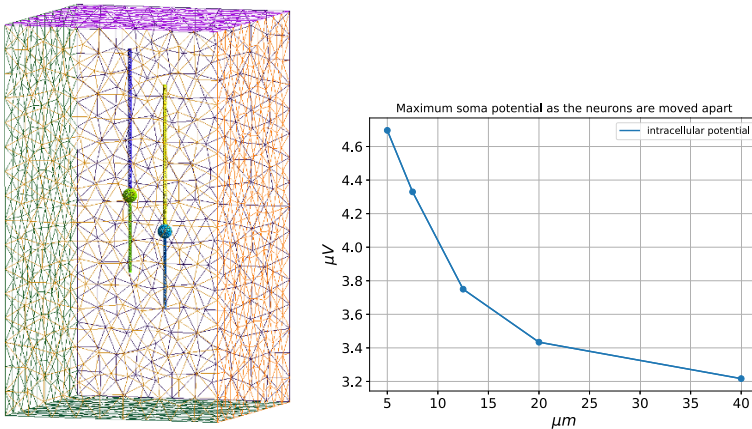 Maximum soma potential as the neurons are moved apart
intracellular potential
4.6
4.4
4.2
4.0
3.8
3.6
3.4
3.2
μV
5 10 15 20 25 30 35 40
μm